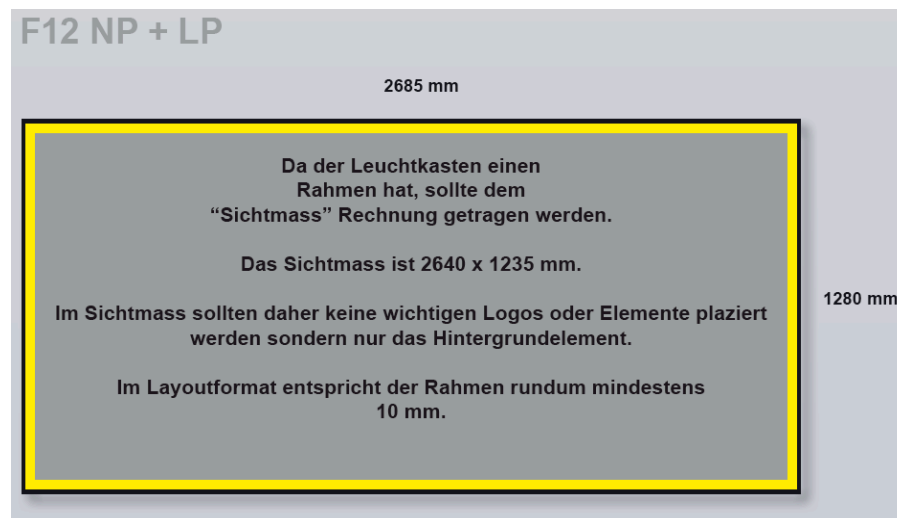 F12 NP + LP
2685 mm
Da der Leuchtkasten einen
Rahmen hat, sollte dem
“Sichtmass” Rechnung getragen werden.
Das Sichtmass ist 2640 x 1235 mm.
1280 mm
Im Sichtmass sollten daher keine wichtigen Logos oder Elemente plaziert
werden sondern nur das Hintergrundelement.
Im Layoutformat entspricht der Rahmen rundum mindestens
10 mm.